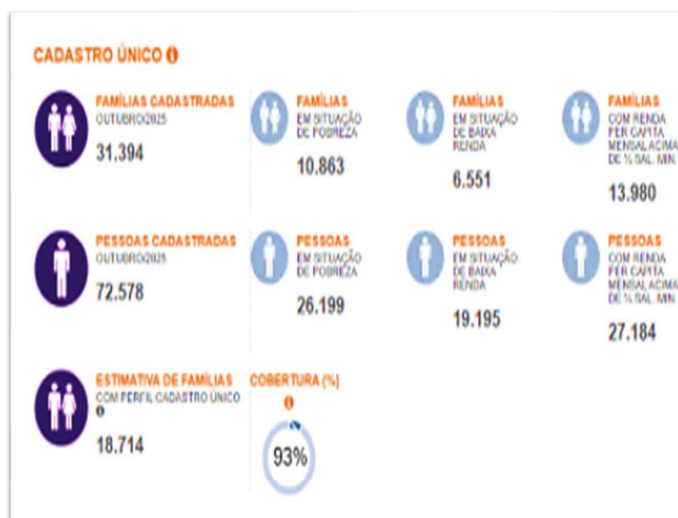 CADASTRO ÚNICO
FAMÍLIAS CADASTRADAS
OUTUBRO/2025
31.394
FAMÍLIAS
EM SITUAÇÃO
DE POBREZA
10.863
FAMÍLIAS
EM SITUAÇÃO
DE BAIXA
RENDA
6.551
FAMÍLIAS
COM RENDA
PER CAPITA
MENSAL ACIMA
DE ½ SAL. MIN.
13.980
PESSOAS CADASTRADAS
OUTUBRO/2025
72.578
PESSOAS
EM SITUAÇÃO
DE POBREZA
26.199
PESSOAS
EM SITUAÇÃO
DE BAIXA
RENDA
19.195
PESSOAS
COM RENDA
PER CAPITA
MENSAL ACIMA
DE ½ SAL. MIN.
27.184
ESTIMATIVA DE FAMÍLIAS
COM PERFIL CADASTRO ÚNICO
18.714
COBERTURA (%)
93%